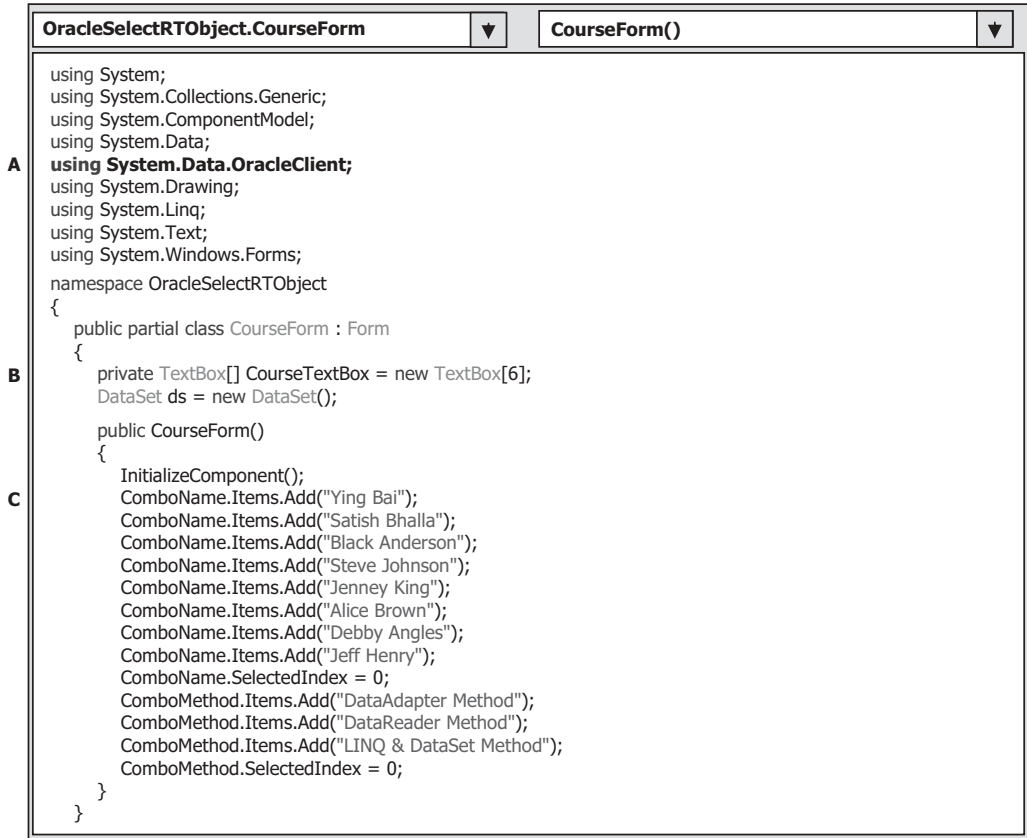 OracleSelectRTObject.CourseForm CourseForm()
using System;
using System.Collections.Generic;
using System.ComponentModel;
using System.Data;
A using System.Data.OracleClient;
using System.Drawing;
using System.Linq;
using System.Text;
using System.Windows.Forms;
namespace OracleSelectRTObject
{
public partial class CourseForm : Form
{
B private TextBox[] CourseTextBox = new TextBox[6];
DataSet ds = new DataSet();
public CourseForm()
{
InitializeComponent();
C ComboName.Items.Add("Ying Bai");
ComboName.Items.Add("Satish Bhalla");
ComboName.Items.Add("Black Anderson");
ComboName.Items.Add("Steve Johnson");
ComboName.Items.Add("Jenney King");
ComboName.Items.Add("Alice Brown");
ComboName.Items.Add("Debby Angles");
ComboName.Items.Add("Jeff Henry");
ComboName.SelectedIndex = 0;
ComboMethod.Items.Add("DataAdapter Method");
ComboMethod.Items.Add("DataReader Method");
ComboMethod.Items.Add("LINQ & DataSet Method");
ComboMethod.SelectedIndex = 0;
}
}